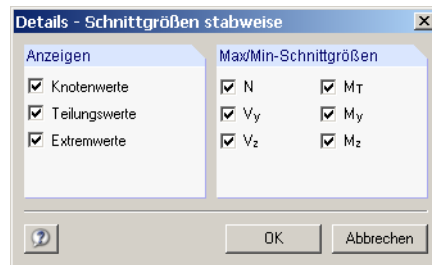 Details - Schnittgrößen stabweise
Anzeigen
Knotenwerte
Teilungswerte
Extremwerte
Max/Min-Schnittgrößen
N
MT
Vy
My
Vz
Mz
OK
Abbrechen